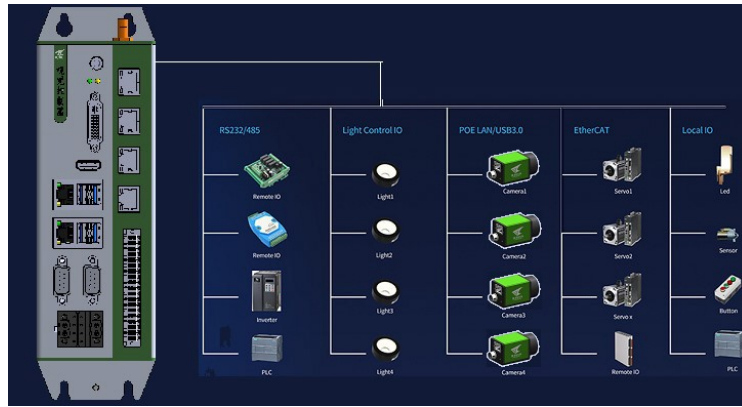 RS232/485
Light Control IO
POE LAN/USB3.0
EtherCAT
Local IO
Remote IO
Light1
Camera1
Servo1
Led
Remote IO
Light2
Camera2
Servo2
Sensor
Inverter
Light3
Camera3
Servo x
Button
PLC
Light4
Camera4
Remote IO
PLC